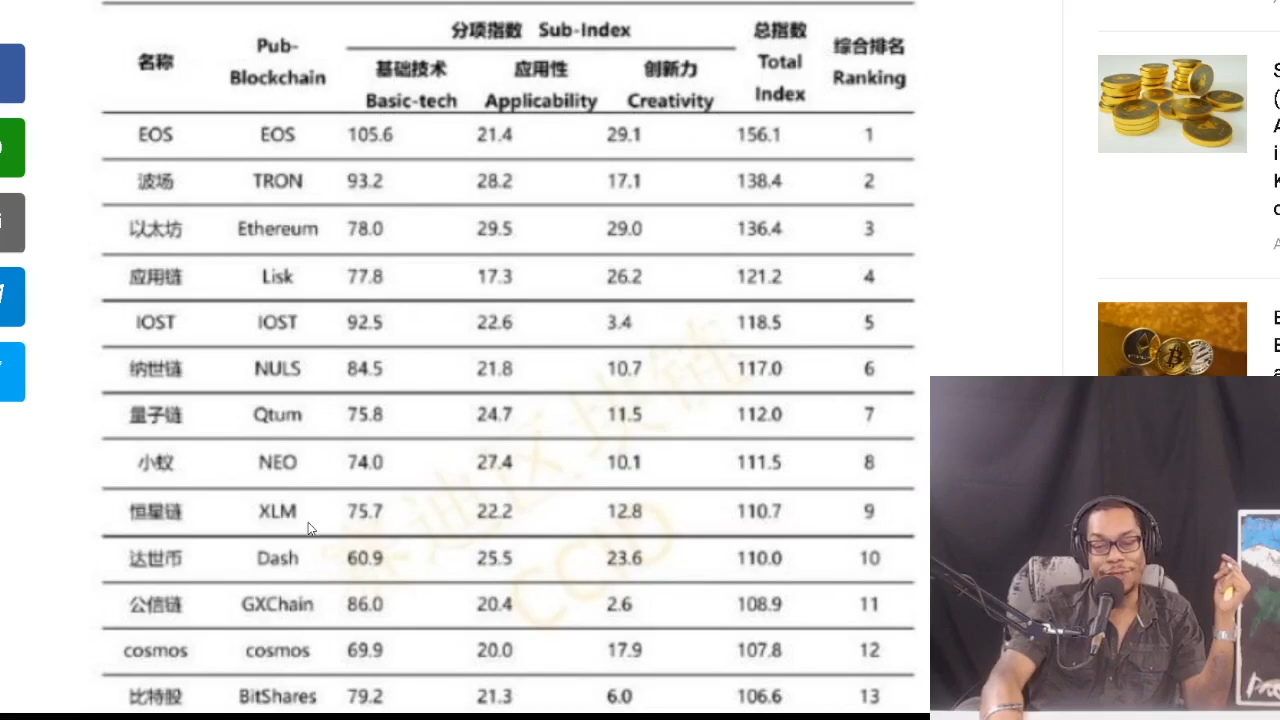 分项指数 Sub-Index
名称 Pub-Blockchain 基础技术 Basic-tech 应用性 Applicability 创新力 Creativity 总指数 Total Index 综合排名 Ranking
EOS EOS 105.6 21.4 29.1 156.1 1
波场 TRON 93.2 28.2 17.1 138.4 2
以太坊 Ethereum 78.0 29.5 29.0 136.4 3
应用链 Lisk 77.8 17.3 26.2 121.2 4
IOST IOST 92.5 22.6 3.4 118.5 5
纳世链 NULS 84.5 21.8 10.7 117.0 6
量子链 Qtum 75.8 24.7 11.5 112.0 7
小蚁 NEO 74.0 27.4 10.1 111.5 8
恒星链 XLM 75.7 22.2 12.8 110.7 9
达世币 Dash 60.9 25.5 23.6 110.0 10
公信链 GXChain 86.0 20.4 2.6 108.9 11
cosmos cosmos 69.9 20.0 17.9 107.8 12
比特股 BitShares 79.2 21.3 6.0 106.6 13
CCID